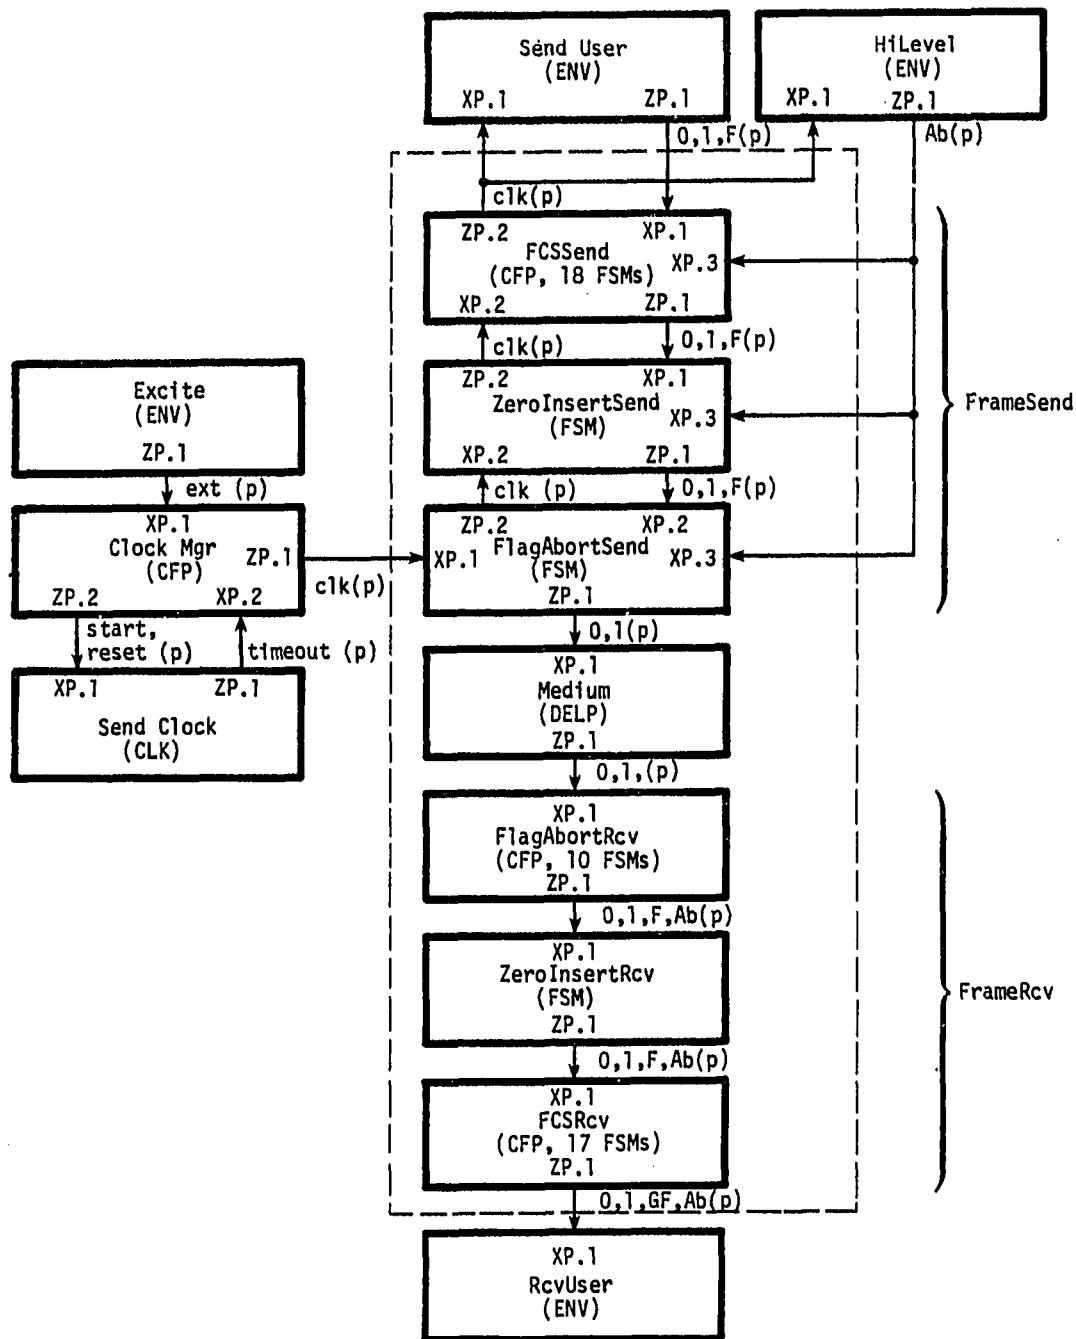 Send User
(ENV)
XP.1 ZP.1
HiLevel
(ENV)
XP.1 ZP.1
0,1,F(p)
Ab(p)
clk(p)
ZP.2 XP.1
FCSSend
XP.3
(CFP, 18 FSMs)
XP.2 ZP.1
clk(p)
0,1,F(p)
ZP.2 XP.1
ZeroInsertSend
XP.3
(FSM)
XP.2 ZP.1
clk (p)
0,1,F(p)
FrameSend
Excite
(ENV)
ZP.1
ext (p)
XP.1
Clock Mgr
ZP.1
(CFP)
ZP.2 XP.2
clk(p)
ZP.2 XP.2
FlagAbortSend
XP.1 XP.3
(FSM)
ZP.1
start,
reset (p)
timeout (p)
XP.1 ZP.1
Send Clock
(CLK)
0,1(p)
XP.1
Medium
(DELP)
ZP.1
0,1,(p)
XP.1
FlagAbortRcv
(CFP, 10 FSMs)
ZP.1
0,1,F,Ab(p)
XP.1
ZeroInsertRcv
(FSM)
ZP.1
FrameRcv
0,1,F,Ab(p)
XP.1
FCSRcv
(CFP, 17 FSMs)
ZP.1
0,1,GF,Ab(p)
XP.1
RcvUser
(ENV)